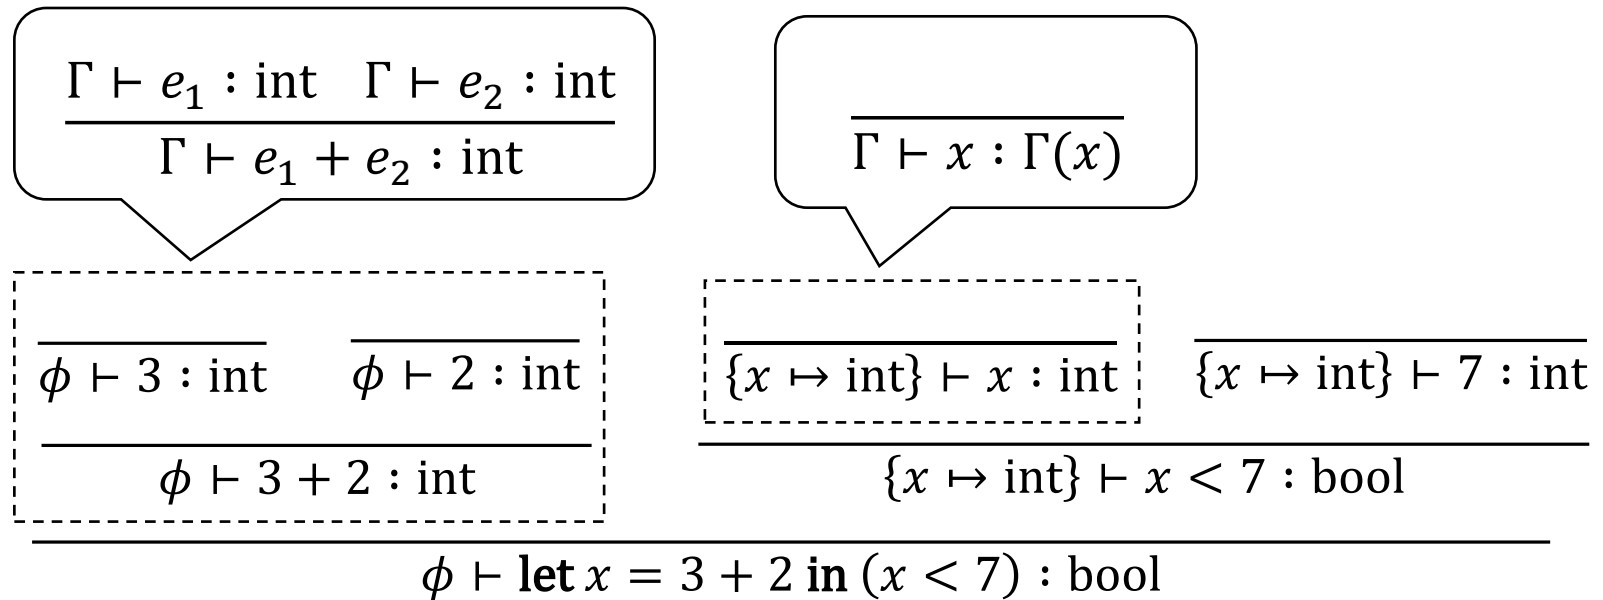 Γ ⊢ e₁ : int Γ ⊢ e₂ : int
Γ ⊢ e₁ + e₂ : int
Γ ⊢ x : Γ(x)
ϕ ⊢ 3 : int ϕ ⊢ 2 : int
ϕ ⊢ 3 + 2 : int
{x ↦ int} ⊢ x : int {x ↦ int} ⊢ 7 : int
{x ↦ int} ⊢ x < 7 : bool
ϕ ⊢ let x = 3 + 2 in (x < 7) : bool